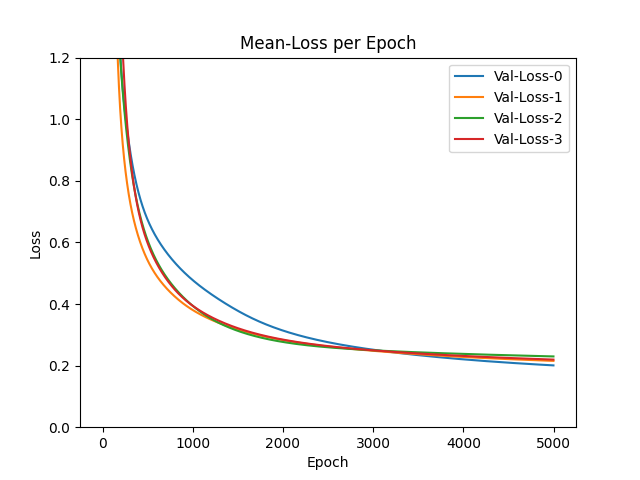 Mean-Loss per Epoch
1.2
1.0
0.8
0.6
0.4
0.2
0.0
Loss
Val-Loss-0
Val-Loss-1
Val-Loss-2
Val-Loss-3
0 1000 2000 3000 4000 5000
Epoch